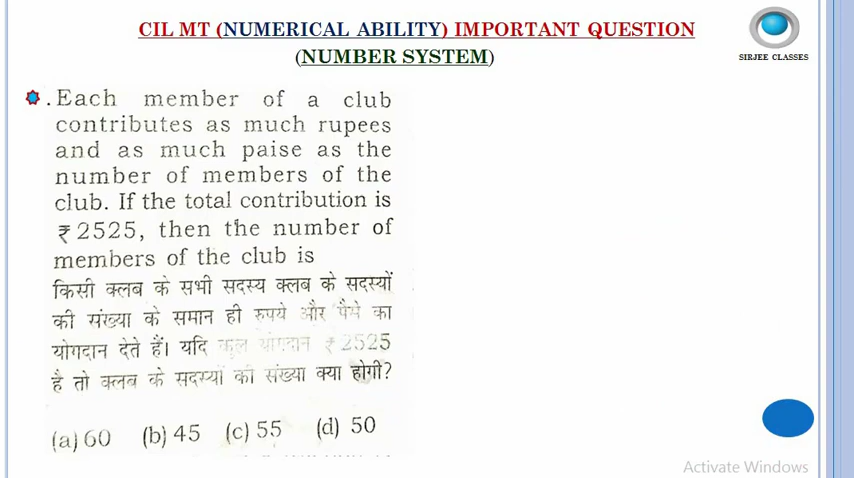 CIL MT (NUMERICAL ABILITY) IMPORTANT QUESTION
(NUMBER SYSTEM)
SIRJEE CLASSES
. Each member of a club
contributes as much rupees
and as much paise as the
number of members of the
club. If the total contribution is
₹ 2525, then the number of
members of the club is
किसी क्लब के सभी सदस्य क्लब के सदस्यों
की संख्या के समान ही रुपये और पैसे का
योगदान देते हैं। यदि कुल योगदान ₹ 2525
है तो क्लब के सदस्यों की संख्या क्या होगी?
(a) 60 (b) 45 (c) 55 (d) 50
Activate Windows